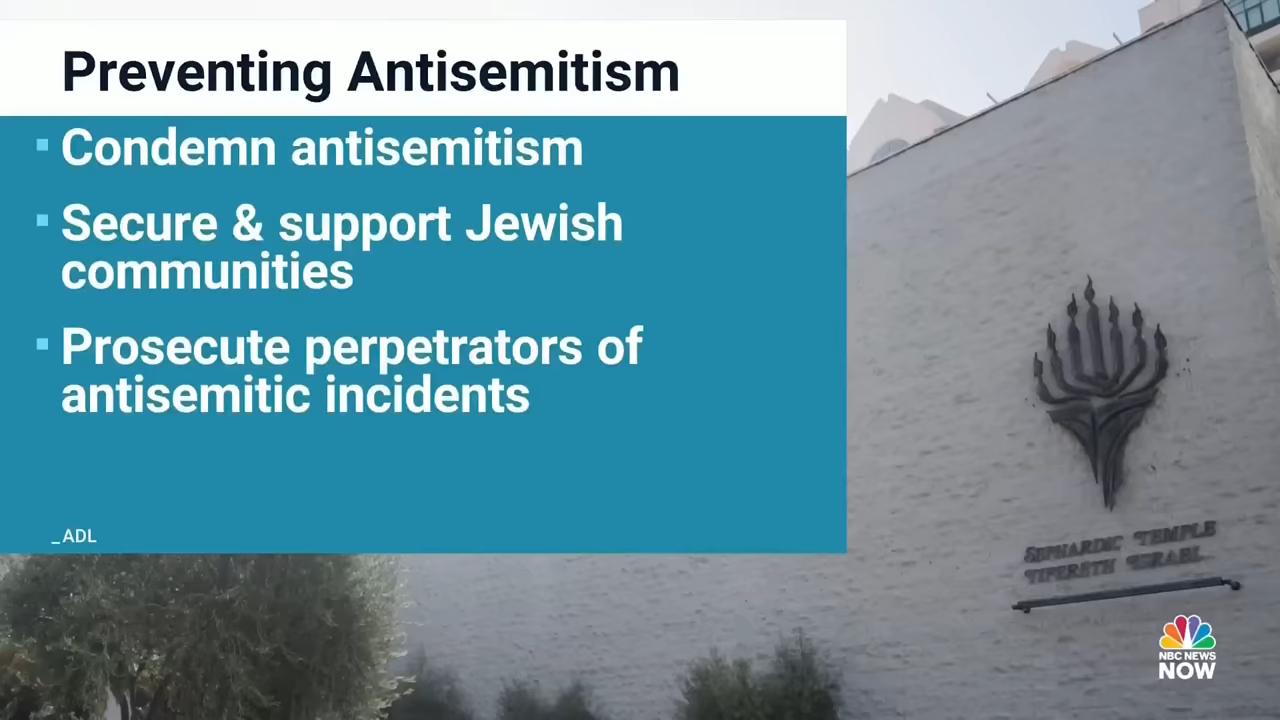 Preventing Antisemitism
Condemn antisemitism
Secure & support Jewish
communities
Prosecute perpetrators of
antisemitic incidents
_ADL
SEPHARDIC TEMPLE
TIFERETH ISRAEL
NBC NEWS
NOW